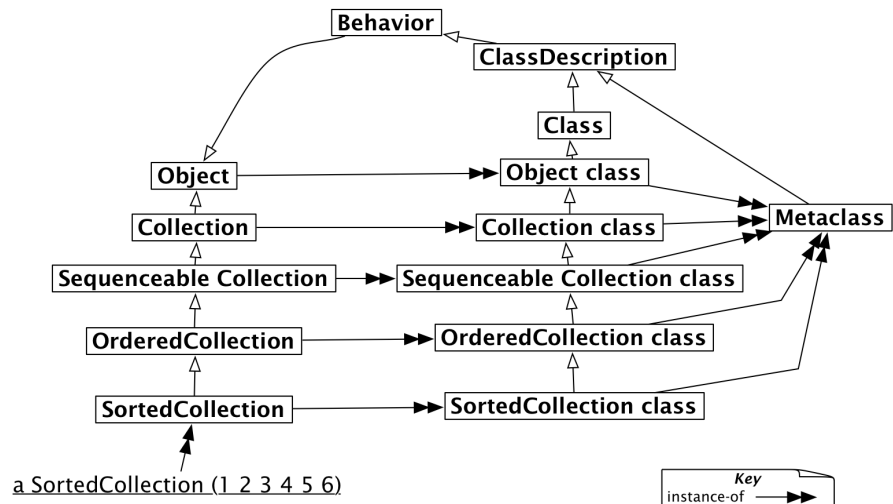 Behavior
ClassDescription
Class
Object
Object class
Collection
Collection class
Metaclass
Sequenceable Collection
Sequenceable Collection class
OrderedCollection
OrderedCollection class
SortedCollection
SortedCollection class
a SortedCollection (1 2 3 4 5 6)
Key
instance-of